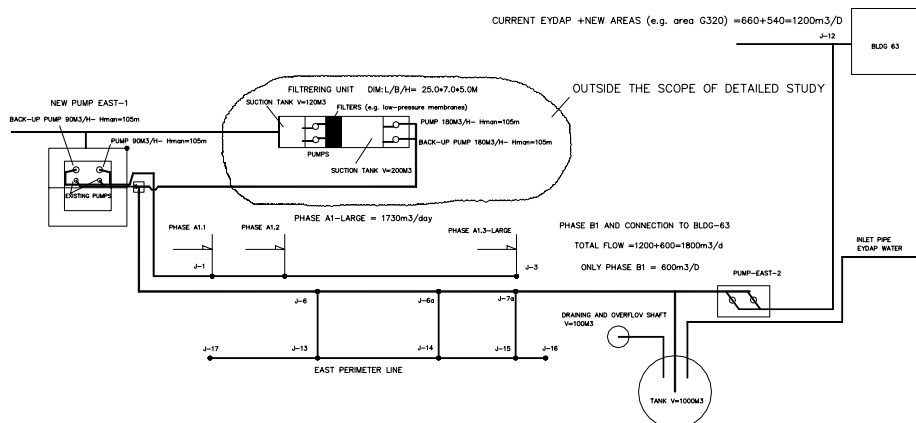 CURRENT EYDAP +NEW AREAS (e.g. area G320) =660+540=1200m3/D
J-12
BLDG 63
FILTRERING UNIT DIM:L/B/H= 25.0*7.0*5.0M
OUTSIDE THE SCOPE OF DETAILED STUDY
NEW PUMP EAST-1
SUCTION TANK V=120M3
FILTERS (e.g. low-pressure membranes)
BACK-UP PUMP 90M3/H- Hman=105m
PUMP 180M3/H- Hman=105m
PUMP 90M3/H- Hman=105m
BACK-UP PUMP 180M3/H- Hman=105m
PUMPS
SUCTION TANK V=200M3
EXISTING PUMPS
PHASE A1-LARGE = 1730m3/day
PHASE A1.1
PHASE A1.2
PHASE A1.3-LARGE
PHASE B1 AND CONNECTION TO BLDG-63
TOTAL FLOW =1200+600=1800m3/d
ONLY PHASE B1 = 600m3/D
INLET PIPE
EYDAP WATER
J-1
J-3
PUMP-EAST-2
J-6
J-6a
J-7a
DRAINING AND OVERFLOV SHAFT
V=100M3
J-17
J-13
J-14
J-15
J-16
EAST PERIMETER LINE
TANK V=1000M3